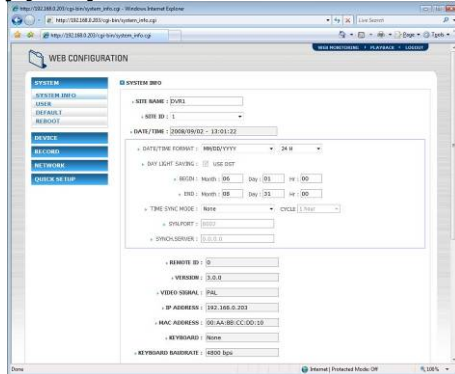 http://192.168.0.203/cgi-bin/system_info.cgi - Windows Internet Explorer
http://192.168.0.203/cgi-bin/system_info.cgi
Live Search
http://192.168.0.203/cgi-bin/system_info.cgi
Page
Tools
WEB MONITORING • PLAYBACK • LOGOUT
WEB CONFIGURATION
SYSTEM
SYSTEM INFO
USER
DEFAULT
REBOOT
DEVICE
RECORD
NETWORK
QUICK SETUP
SYSTEM INFO
SITE NAME : DVR1
SITE ID : 1
DATE/TIME : 2008/09/02 - 13:01:22
DATE/TIME FORMAT : MM/DD/YYYY 24 H
DAY LIGHT SAVING : USE DST
BEGIN : Month : 06 Day : 01 Hr : 00
END : Month : 08 Day : 31 Hr : 00
TIME SYNC MODE : None CYCLE 1 Hour
SYN.PORT :
SYNCH.SERVER : 0.0.0.0
REMOTE ID : 0
VERSION : 3.0.0
VIDEO SIGNAL : PAL
IP ADDRESS : 192.168.0.203
MAC ADDRESS : 00:AA:BB:CC:DD:10
KEYBOARD : None
KEYBOARD BAUDRATE : 4800 bps
Done
Internet | Protected Mode: Off
100%